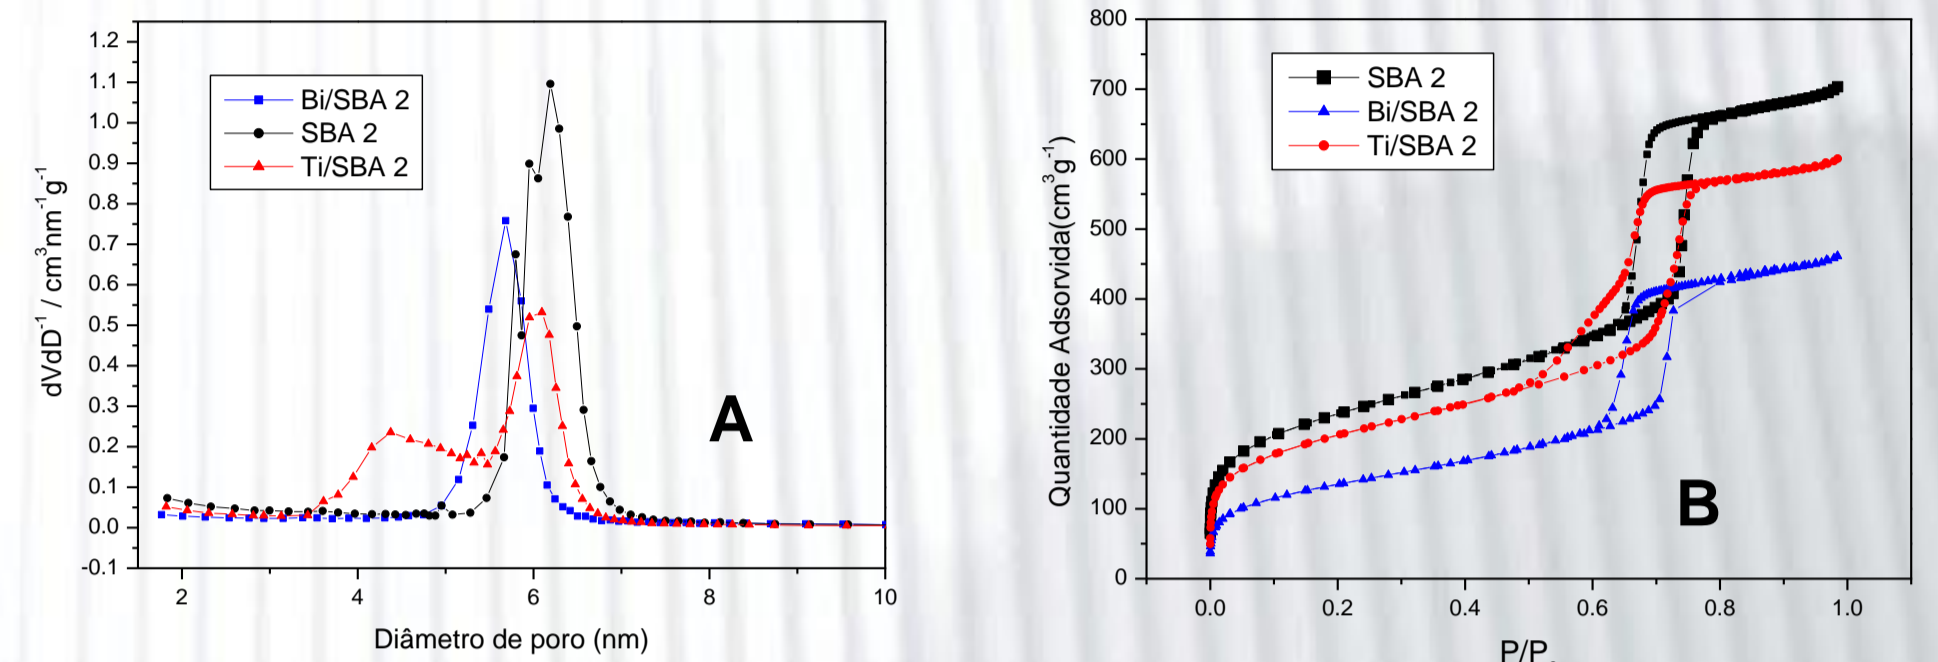 1.2
1.1
1.0
0.9
0.8
0.7
0.6
0.5
0.4
0.3
0.2
0.1
0.0
-0.1
dVdD⁻¹ / cm³nm⁻¹g⁻¹
Bi/SBA 2
SBA 2
Ti/SBA 2
A
2 4 6 8 10
Diâmetro de poro (nm)
800
700
600
500
400
300
200
100
0
Quantidade Adsorvida(cm³g⁻¹)
SBA 2
Bi/SBA 2
Ti/SBA 2
B
0.0 0.2 0.4 0.6 0.8 1.0
P/P